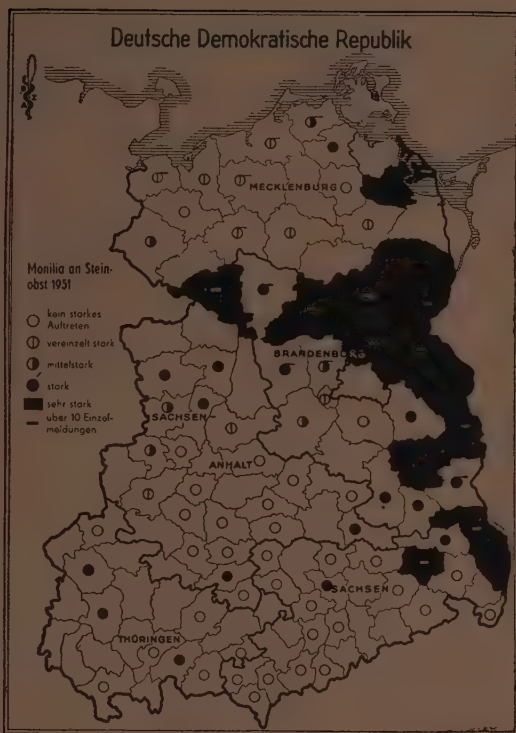 Deutsche Demokratische Republik
MECKLENBURG
Monilia an Stein-
obst 1951
kein starkes
Auftreten
vereinzelt stark
mittelstark
stark
sehr stark
über 10 Einzel-
meldungen
BRANDENBURG
SACHSEN
ANHALT
SACHSEN
THÜRINGEN